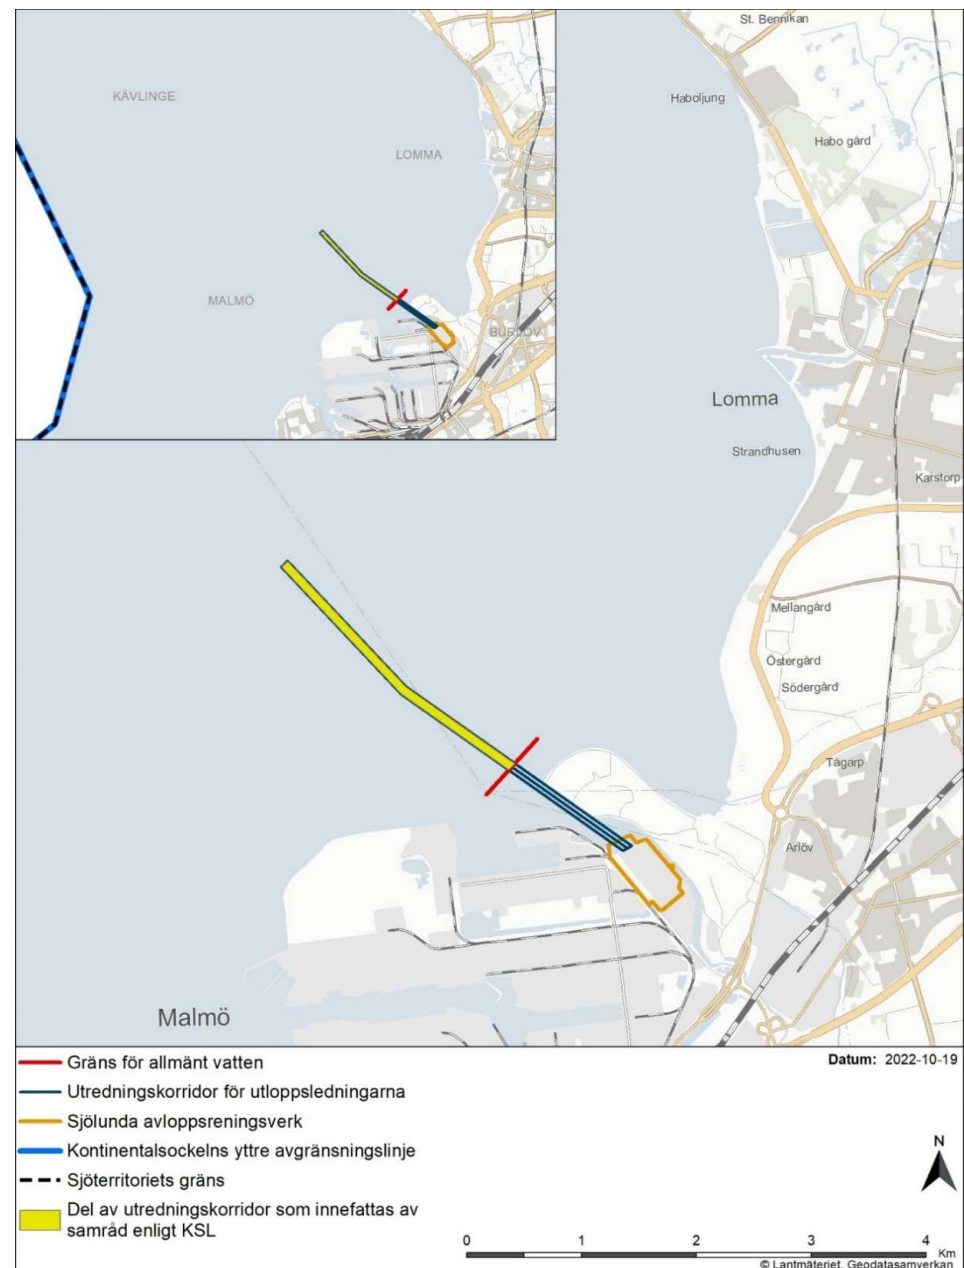 St. Bennikan
KÄVLINGE
Haboljung
Habo gård
LOMMA
MALMÖ
BURLÖV
Lomma
Strandhusen
Karstorp
Mellangård
Östergård
Södergård
Tågarp
Arlöv
Malmö
Gräns för allmänt vatten
Datum: 2022-10-19
Utredningskorridor för utloppsledningarna
Sjölunda avloppsreningsverk
Kontinentalsockelns yttre avgränsningslinje
N
Sjöterritoriets gräns
Del av utredningskorridor som innefattas av
samråd enligt KSL
0 1 2 3 4
Km
© Lantmäteriet, Geodatasamverkan